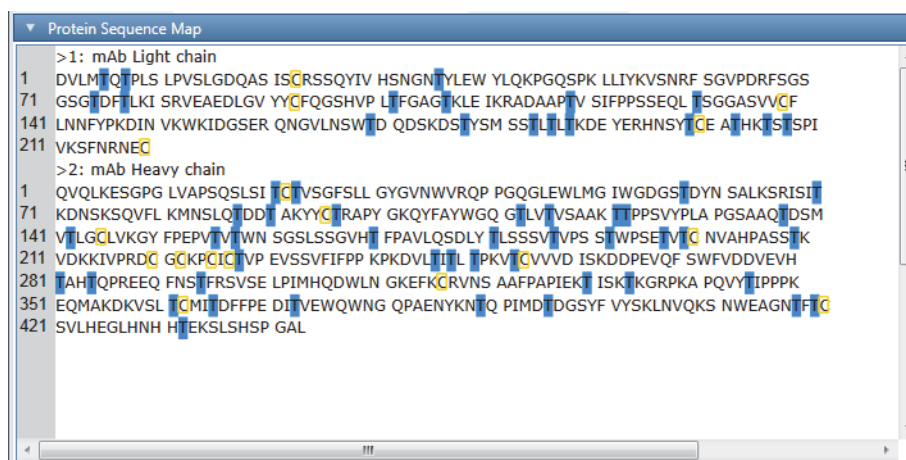 Protein Sequence Map
>1: mAb Light chain
1 DVLMTQTPLS LPVSLGDQAS ISCRSSQYIV HSNGNTYLEW YLQKPGQSPK LLIYKVSNRF SGVPDRFSGS
71 GSGTDFTLKI SRVEAEDLGV YYCFQGSHVP LTFGAGTKLE IKRADAAPTV SIFPPSSEQL TSGGASVVCF
141 LNNFYPKDIN VKWKIDGSER QNGVLNSWTD QDSKDSTYSM SSTLTLTKDE YERHNSYTCE ATHKTSTSPI
211 VKSFNRNEC
>2: mAb Heavy chain
1 QVQLKESGPG LVAPSQSLSI TCTVSGFSLL GYGVNWVRQP PGQGLEWLMG IWGDGSTDYN SALKSRISIT
71 KDNSKSQVFL KMNSLQTDDT AKYYCTRAPY GKQYFAYWGQ GTLVTVSAAK TTPPSVYPLA PGSAAQTDSM
141 VTLGCLVKGY FPEPVTVTWN SGSLSSGVHT FPAVLQSDLY TLSSSVTVPS STWPSETVTC NVAHPASSTK
211 VDKKIVPRDC GCKPCICTVP EVSSVFIFPP KPKDVLTITL TPKVTCVVVD ISKDDPEVQF SWFVDDVEVH
281 TAHTQPREEQ FNSTFRSVSE LPIMHQDWLN GKEFKCRVNS AAFPAPIEKT ISKTKGRPKA PQVYTIPPPK
351 EQMAKDKVSL TCMITDFFPE DITVEWQWNG QPAENYKNTQ PIMDTDGSYF VYSKLNVQKS NWEAGNTFTC
421 SVLHEGLHNH HTEKSLSHSP GAL